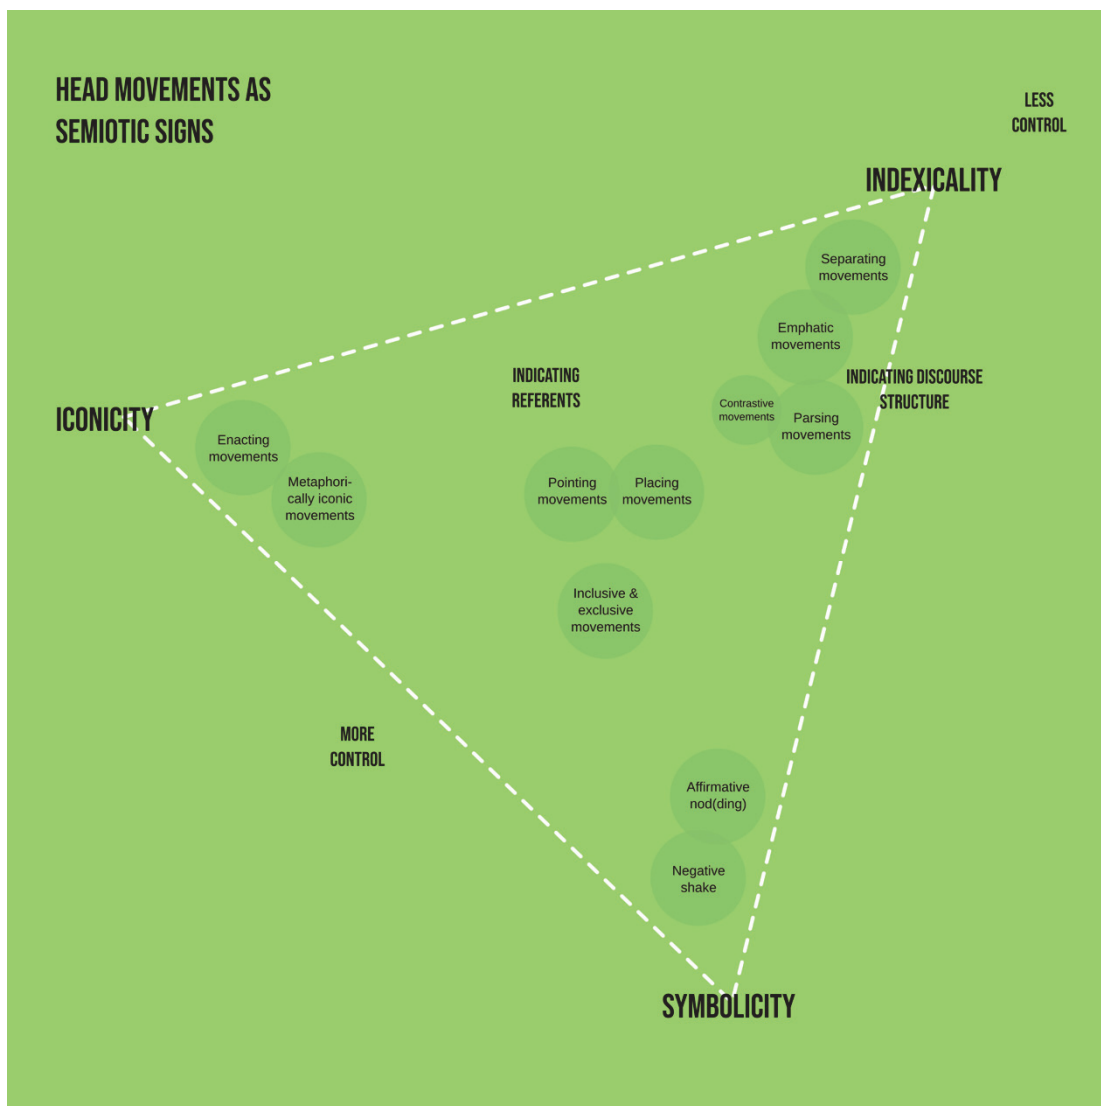 HEAD MOVEMENTS AS
SEMIOTIC SIGNS
LESS
CONTROL
INDEXICALITY
Separating
movements
Emphatic
movements
INDICATING
REFERENTS
INDICATING DISCOURSE
STRUCTURE
Contrastive
movements
Parsing
movements
ICONICITY
Enacting
movements
Metaphori-
cally iconic
movements
Pointing
movements
Placing
movements
Inclusive &
exclusive
movements
MORE
CONTROL
Affirmative
nod(ding)
Negative
shake
SYMBOLICITY